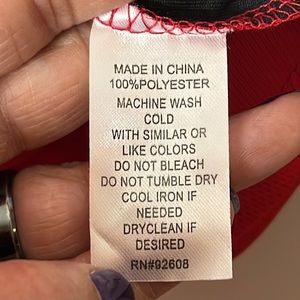 MADE IN CHINA
100%POLYESTER
MACHINE WASH
COLD
WITH SIMILAR OR
LIKE COLORS
DO NOT BLEACH
DO NOT TUMBLE DRY
COOL IRON IF
NEEDED
DRYCLEAN IF
DESIRED
RN#92608